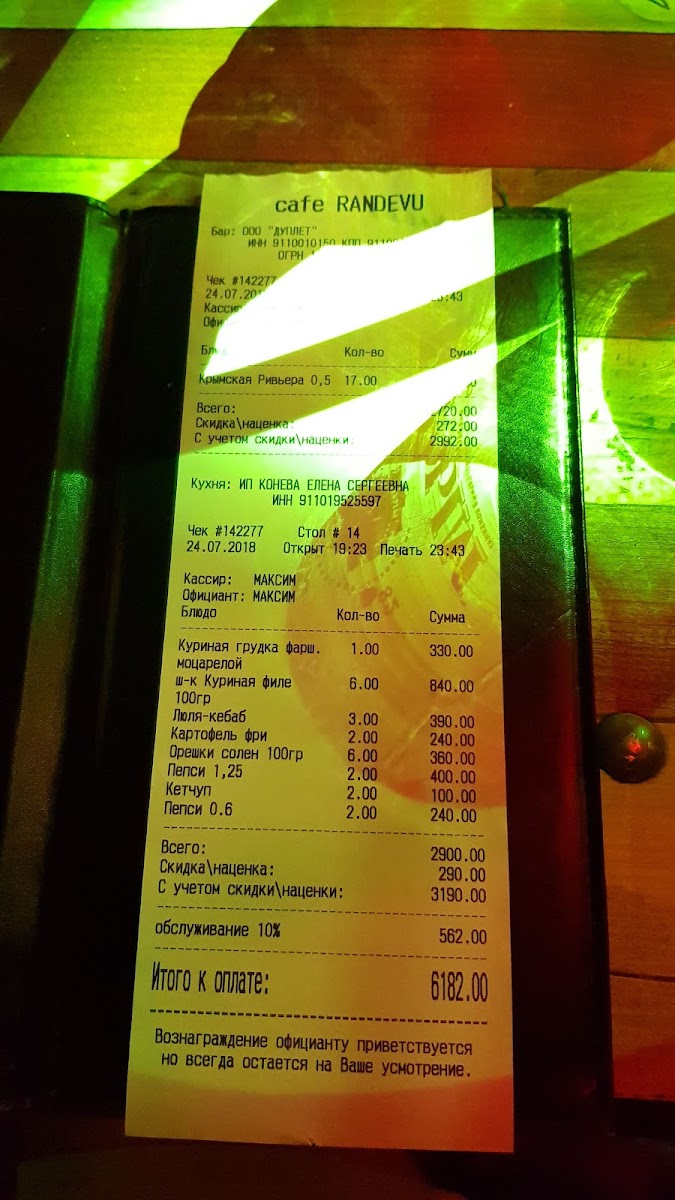 cafe RANDEVU
Бар: ООО "ДУПЛЕТ"
ИНН 9110010150 КПП
ОГРН
Чек #142277
24.07.201 23:43
Кассир
Кол-во
Крымская Ривьера 0,5 17.00
Всего: 2720.00
Скидка\наценка: 272.00
С учетом скидки\наценки: 2992.00
Кухня: ИП КОНЕВА ЕЛЕНА СЕРГЕЕВНА
ИНН 911019525597
Чек #142277 Стол # 14
24.07.2018 Открыт 19:23 Печать 23:43
Кассир: МАКСИМ
Официант: МАКСИМ
Блюдо Кол-во Сумма
Куриная грудка фарш. 1.00 330.00
моцарелой
ш-к Куриная филе 6.00 840.00
100гр
Люля-кебаб 3.00 390.00
Картофель фри 2.00 240.00
Орешки солен 100гр 6.00 360.00
Пепси 1,25 2.00 400.00
Кетчуп 2.00 100.00
Пепси 0.6 2.00 240.00
Всего: 2900.00
Скидка\наценка: 290.00
С учетом скидки\наценки: 3190.00
обслуживание 10% 562.00
Итого к оплате: 6182.00
Вознаграждение официанту приветствуется
но всегда остается на Ваше усмотрение.